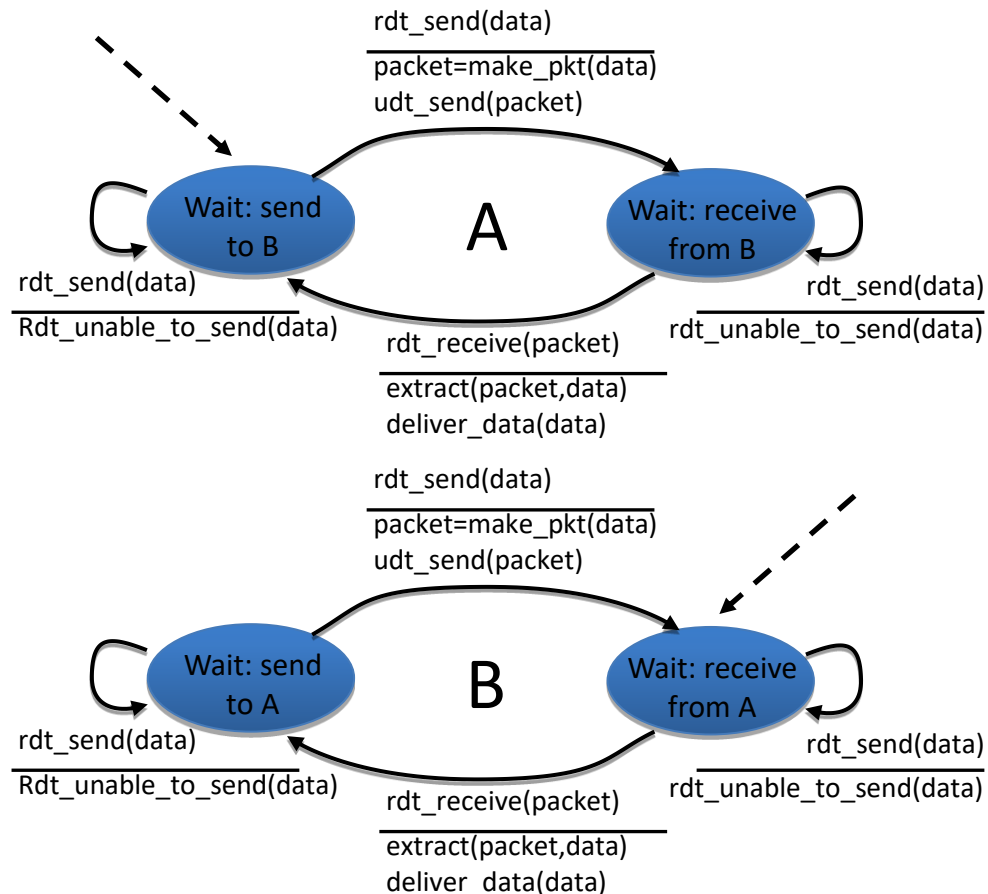 rdt_send(data)
packet=make_pkt(data)
udt_send(packet)
Wait: send
to B
A
Wait: receive
from B
rdt_send(data)
Rdt_unable_to_send(data)
rdt_send(data)
rdt_unable_to_send(data)
rdt_receive(packet)
extract(packet,data)
deliver_data(data)
rdt_send(data)
packet=make_pkt(data)
udt_send(packet)
Wait: send
to A
B
Wait: receive
from A
rdt_send(data)
Rdt_unable_to_send(data)
rdt_send(data)
rdt_unable_to_send(data)
rdt_receive(packet)
extract(packet,data)
deliver_data(data)